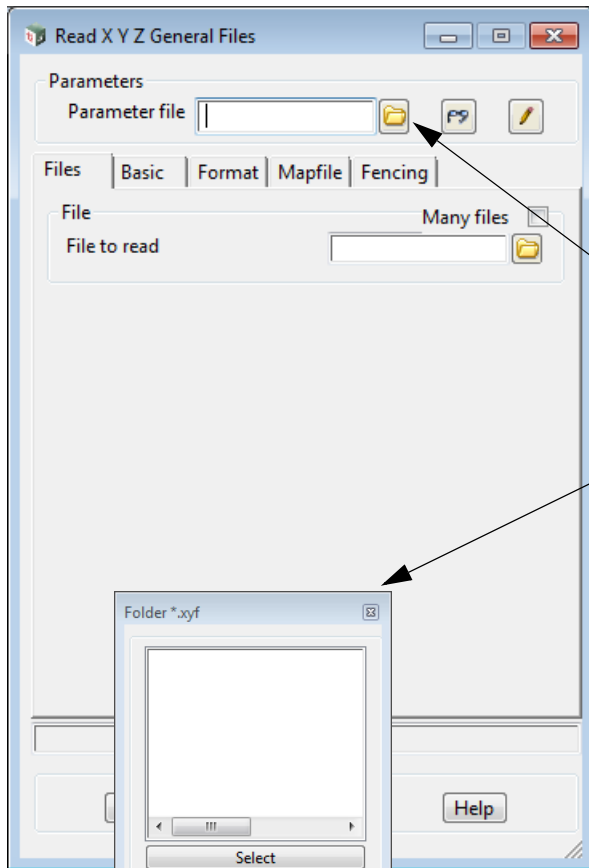 Read X Y Z General Files
Parameters
Parameter file
Files Basic Format Mapfile Fencing
File Many files
File to read
Folder *.xyf
Help
Select